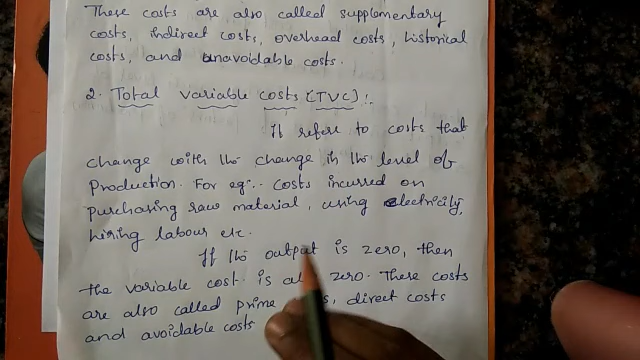 These costs are also called supplementary
costs, indirect costs, overhead costs, historical
costs, and unavoidable costs.
2. Total variable costs (TVC):-
It refers to costs that
change with the change in the level of
Production. For eg:- costs incurred on
purchasing raw material, using electricity,
hiring labour etc.
If the output is zero, then
the variable cost is zero. These costs
are also called prime direct costs
and avoidable costs